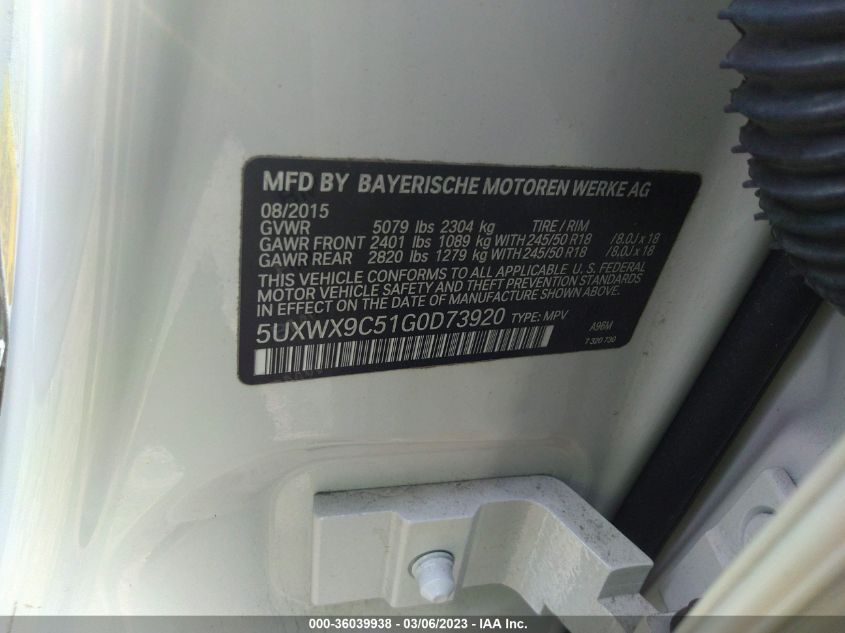 MFD BY BAYERISCHE MOTOREN WERKE AG
08/2015
GVWR 5079 lbs 2304 kg TIRE / RIM
GAWR FRONT 2401 lbs 1089 kg WITH 245/50 R18 /8.0J x 18
GAWR REAR 2820 lbs 1279 kg WITH 245/50 R18 /8.0J x 18
THIS VEHICLE CONFORMS TO ALL APPLICABLE U. S. FEDERAL
MOTOR VEHICLE SAFETY AND THEFT PREVENTION STANDARDS
IN EFFECT ON THE DATE OF MANUFACTURE SHOWN ABOVE.
5UXWX9C51G0D73920 TYPE: MPV A96M
7 320 730
000-36039938 - 03/06/2023 - IAA Inc.